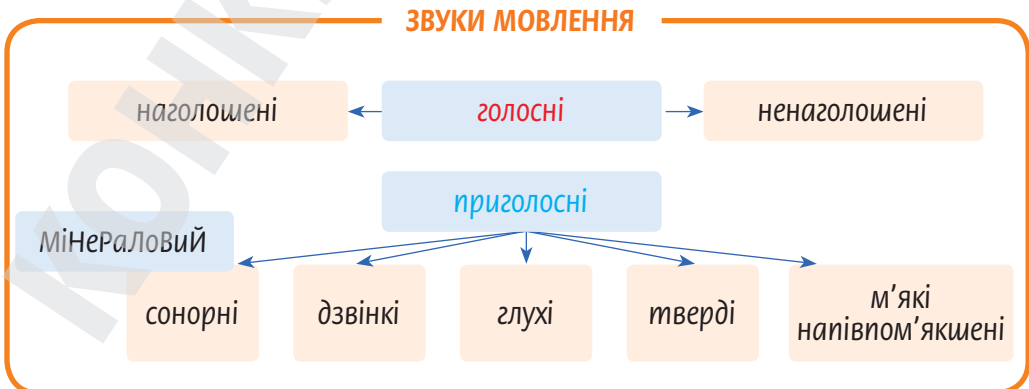 ЗВУКИ МОВЛЕННЯ
наголошені голосні ненаголошені
приголосні
МіНеРаЛоВиЙ
сонорні дзвінкі глухі тверді м’які
напівпом’якшені